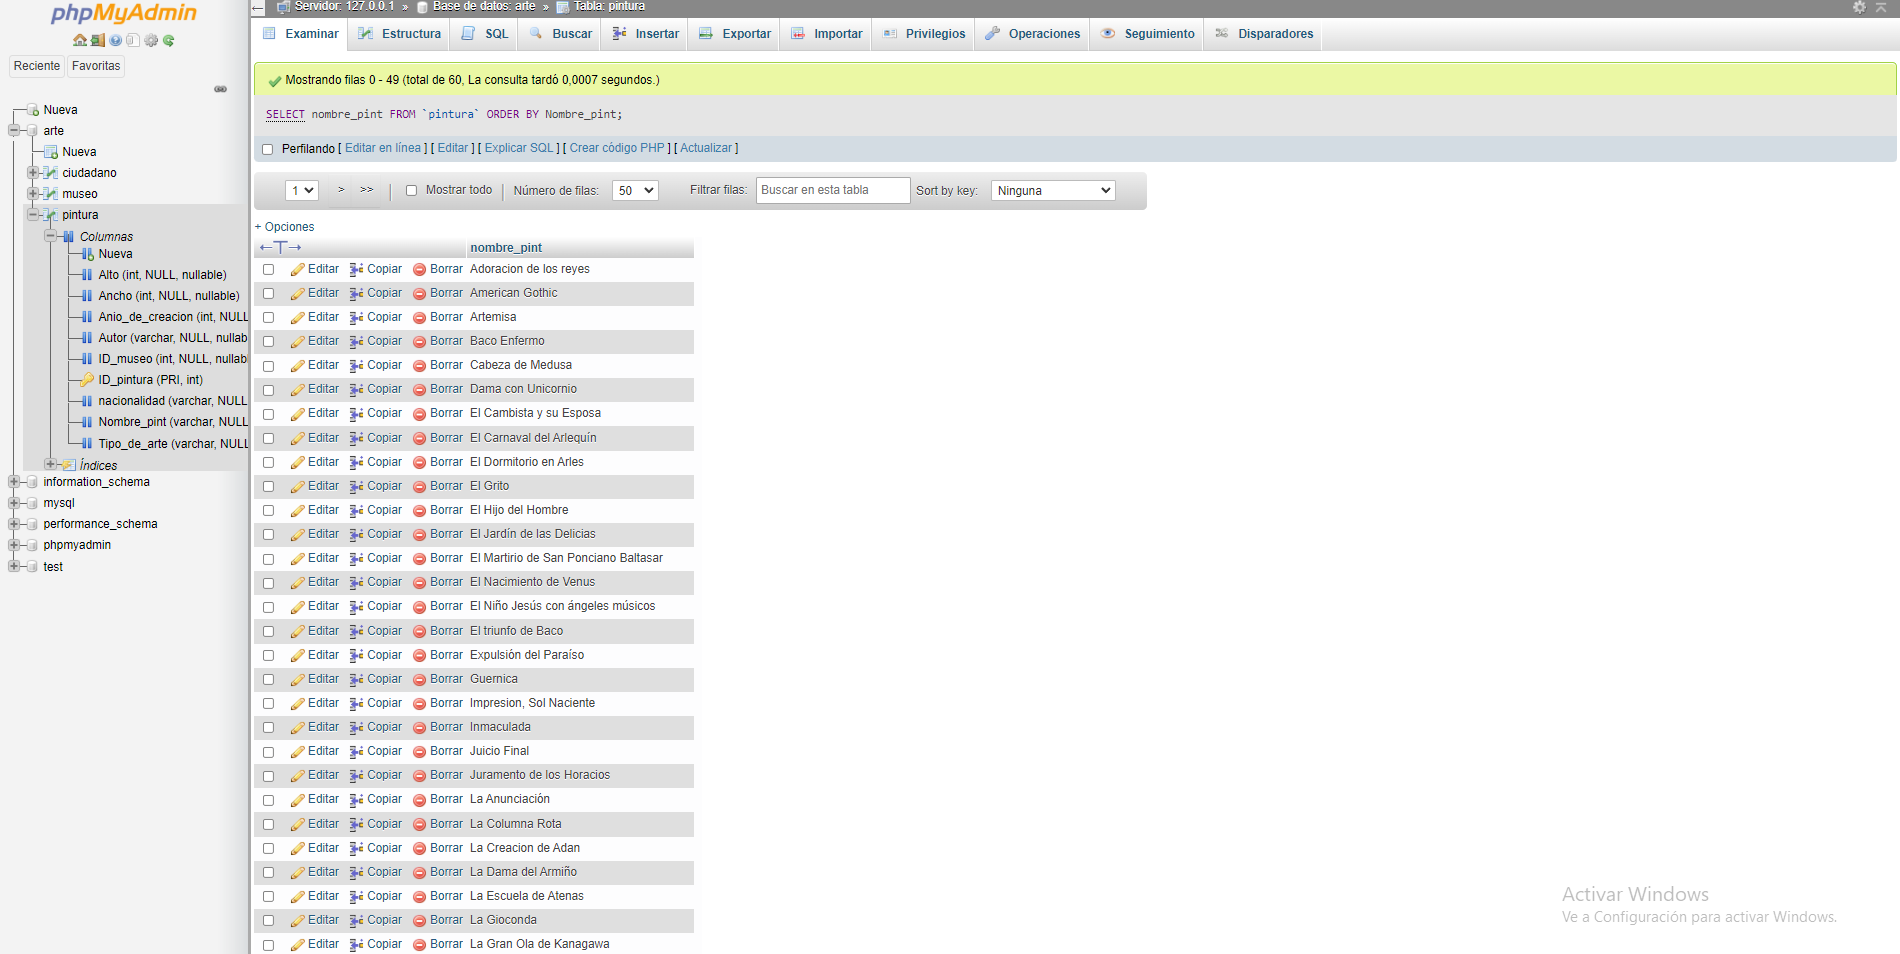 phpMyAdmin
Reciente Favoritas
Nueva
arte
Nueva
ciudadano
museo
pintura
Columnas
Nueva
Alto (int, NULL, nullable)
Ancho (int, NULL, nullable)
Anio_de_creacion (int, NULL
Autor (varchar, NULL, nullab
ID_museo (int, NULL, nullab
ID_pintura (PRI, int)
nacionalidad (varchar, NULL
Nombre_pint (varchar, NULL
Tipo_de_arte (varchar, NULL
Índices
information_schema
mysql
performance_schema
phpmyadmin
test
Servidor: 127.0.0.1 » Base de datos: arte » Tabla: pintura
Examinar Estructura SQL Buscar Insertar Exportar Importar Privilegios Operaciones Seguimiento Disparadores
Mostrando filas 0 - 49 (total de 60, La consulta tardó 0,0007 segundos.)
SELECT nombre_pint FROM `pintura` ORDER BY Nombre_pint;
Perfilando [ Editar en línea ] [ Editar ] [ Explicar SQL ] [ Crear código PHP ] [ Actualizar ]
1 > >> Mostrar todo Número de filas: 50 Filtrar filas: Buscar en esta tabla Sort by key: Ninguna
+ Opciones
←T→ nombre_pint
Editar Copiar Borrar Adoracion de los reyes
Editar Copiar Borrar American Gothic
Editar Copiar Borrar Artemisa
Editar Copiar Borrar Baco Enfermo
Editar Copiar Borrar Cabeza de Medusa
Editar Copiar Borrar Dama con Unicornio
Editar Copiar Borrar El Cambista y su Esposa
Editar Copiar Borrar El Carnaval del Arlequín
Editar Copiar Borrar El Dormitorio en Arles
Editar Copiar Borrar El Grito
Editar Copiar Borrar El Hijo del Hombre
Editar Copiar Borrar El Jardín de las Delicias
Editar Copiar Borrar El Martirio de San Ponciano Baltasar
Editar Copiar Borrar El Nacimiento de Venus
Editar Copiar Borrar El Niño Jesús con ángeles músicos
Editar Copiar Borrar El triunfo de Baco
Editar Copiar Borrar Expulsión del Paraíso
Editar Copiar Borrar Guernica
Editar Copiar Borrar Impresion, Sol Naciente
Editar Copiar Borrar Inmaculada
Editar Copiar Borrar Juicio Final
Editar Copiar Borrar Juramento de los Horacios
Editar Copiar Borrar La Anunciación
Editar Copiar Borrar La Columna Rota
Editar Copiar Borrar La Creacion de Adan
Editar Copiar Borrar La Dama del Armiño
Editar Copiar Borrar La Escuela de Atenas
Editar Copiar Borrar La Gioconda
Editar Copiar Borrar La Gran Ola de Kanagawa
Activar Windows
Ve a Configuración para activar Windows.